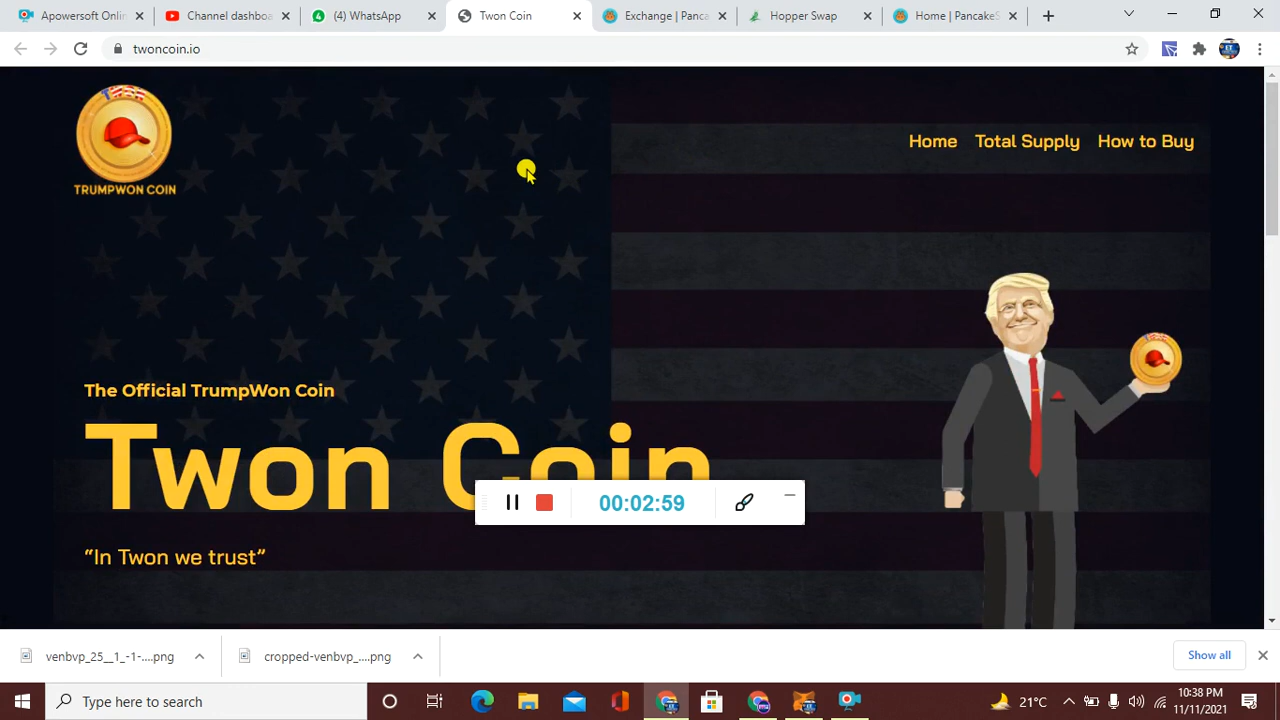 Apowersoft Onlin
Channel dashboa
(4) WhatsApp
Twon Coin
Exchange | Panca
Hopper Swap
Home | PancakeS
twoncoin.io
TRUMPWON COIN
Home
Total Supply
How to Buy
The Official TrumpWon Coin
Twon Coin
00:02:59
“In Twon we trust”
venbvp_25__1_-1-....png
cropped-venbvp_....png
Show all
Type here to search
21°C
10:38 PM
11/11/2021